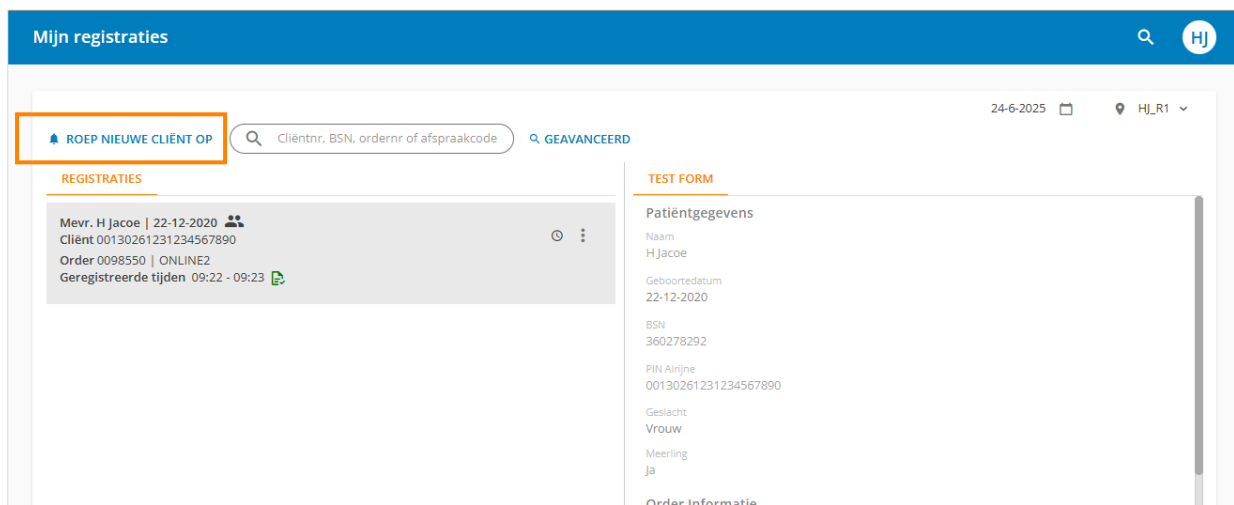 Mijn registraties
HJ
24-6-2025
HJ_R1
ROEP NIEUWE CLIËNT OP
Cliëntnr, BSN, ordernr of afspraakcode
GEAVANCEERD
REGISTRATIES
Mevr. H Jacoe | 22-12-2020
Cliënt 00130261231234567890
Order 0098550 | ONLINE2
Geregistreerde tijden 09:22 - 09:23
TEST FORM
Patiëntgegevens
Naam
H Jacoe
Geboortedatum
22-12-2020
BSN
360278292
PIN Alrijne
00130261231234567890
Geslacht
Vrouw
Meerling
Ja
Order Informatie